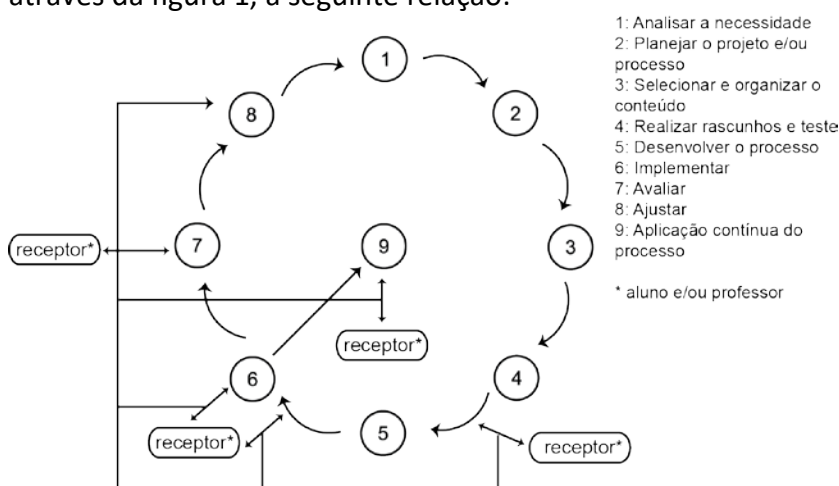 através da figura 1, a seguinte relação:
1: Analisar a necessidade
2: Planejar o projeto e/ou
processo
3: Selecionar e organizar o
conteúdo
4: Realizar rascunhos e teste
5: Desenvolver o processo
6: Implementar
7: Avaliar
8: Ajustar
9: Aplicação contínua do
processo
* aluno e/ou professor
1
8
2
receptor*
7
9
3
receptor*
6
4
receptor*
5
receptor*